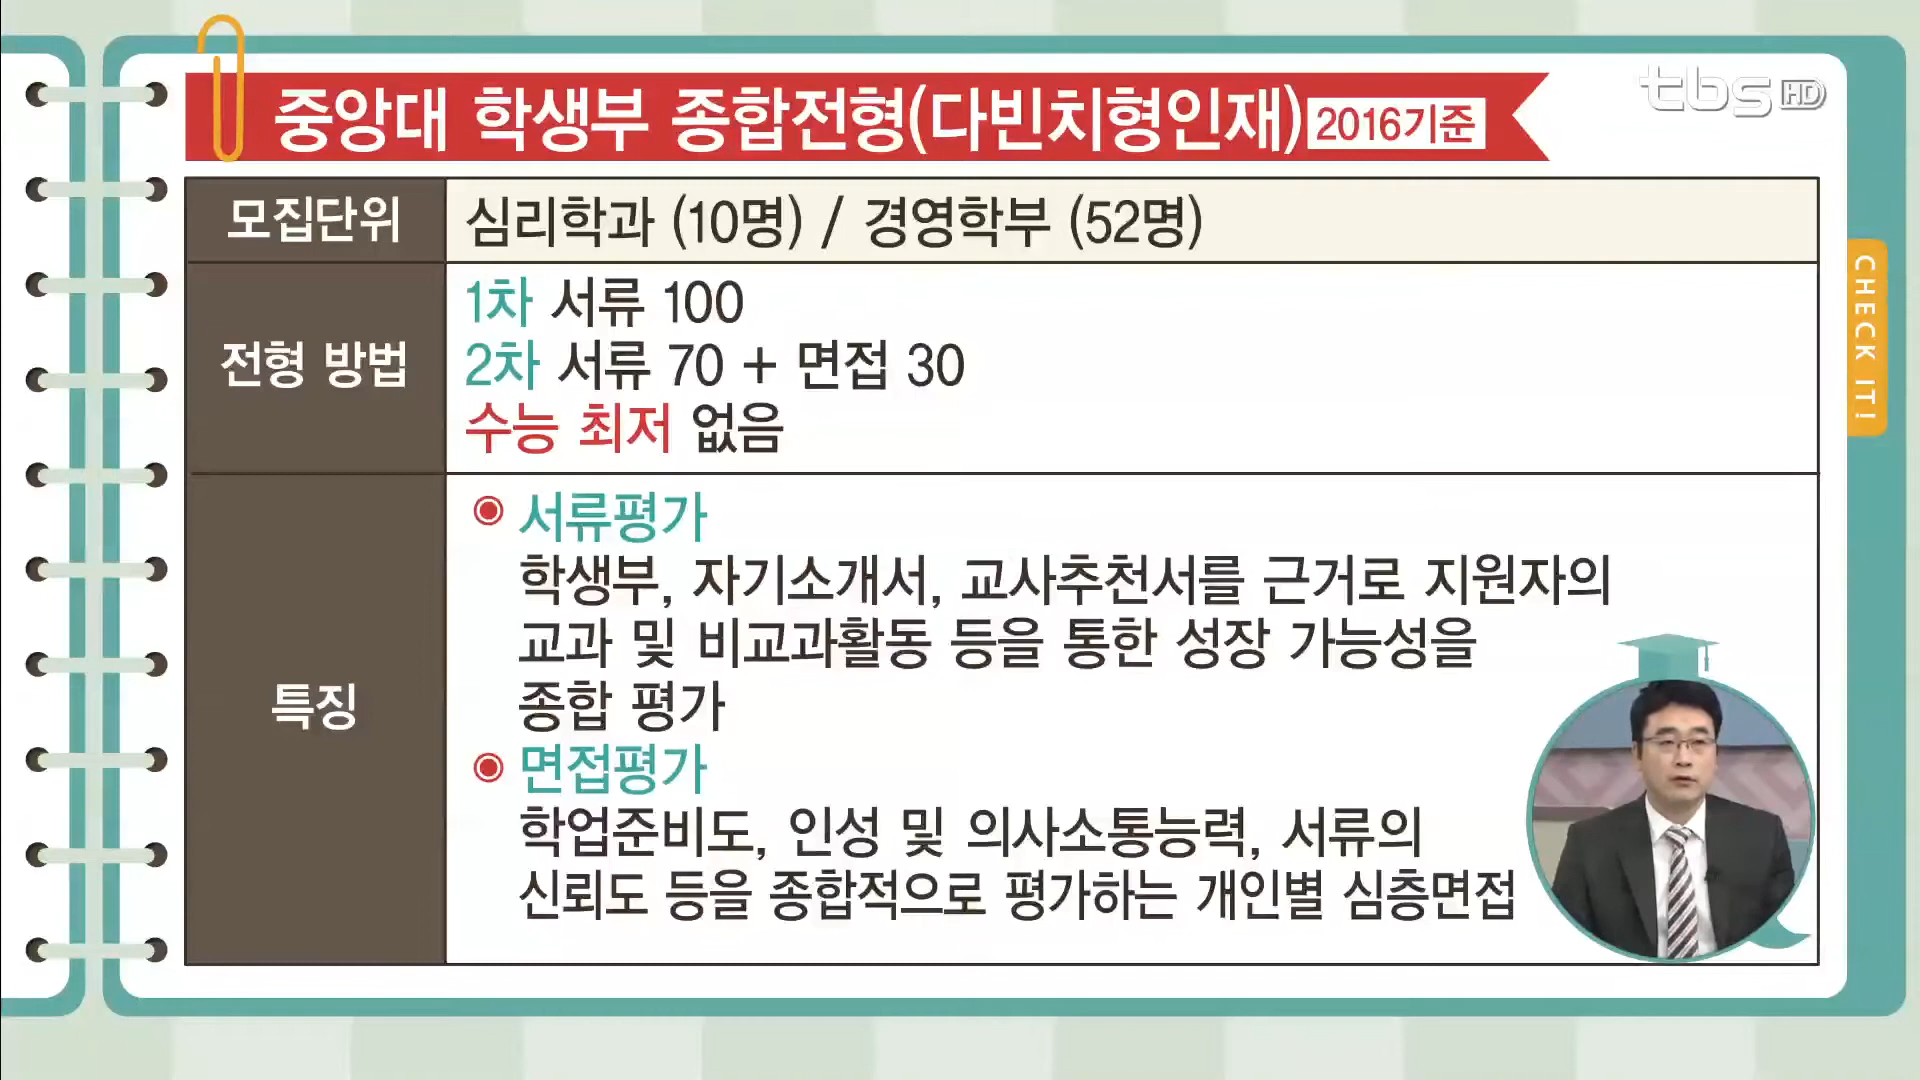 중앙대 학생부 종합전형(다빈치형인재) 2016기준
tbs HD
모집단위
심리학과 (10명) / 경영학부 (52명)
전형 방법
1차 서류 100
2차 서류 70 + 면접 30
수능 최저 없음
특징
서류평가
학생부, 자기소개서, 교사추천서를 근거로 지원자의
교과 및 비교과활동 등을 통한 성장 가능성을
종합 평가
면접평가
학업준비도, 인성 및 의사소통능력, 서류의
신뢰도 등을 종합적으로 평가하는 개인별 심층면접
CHECK IT!